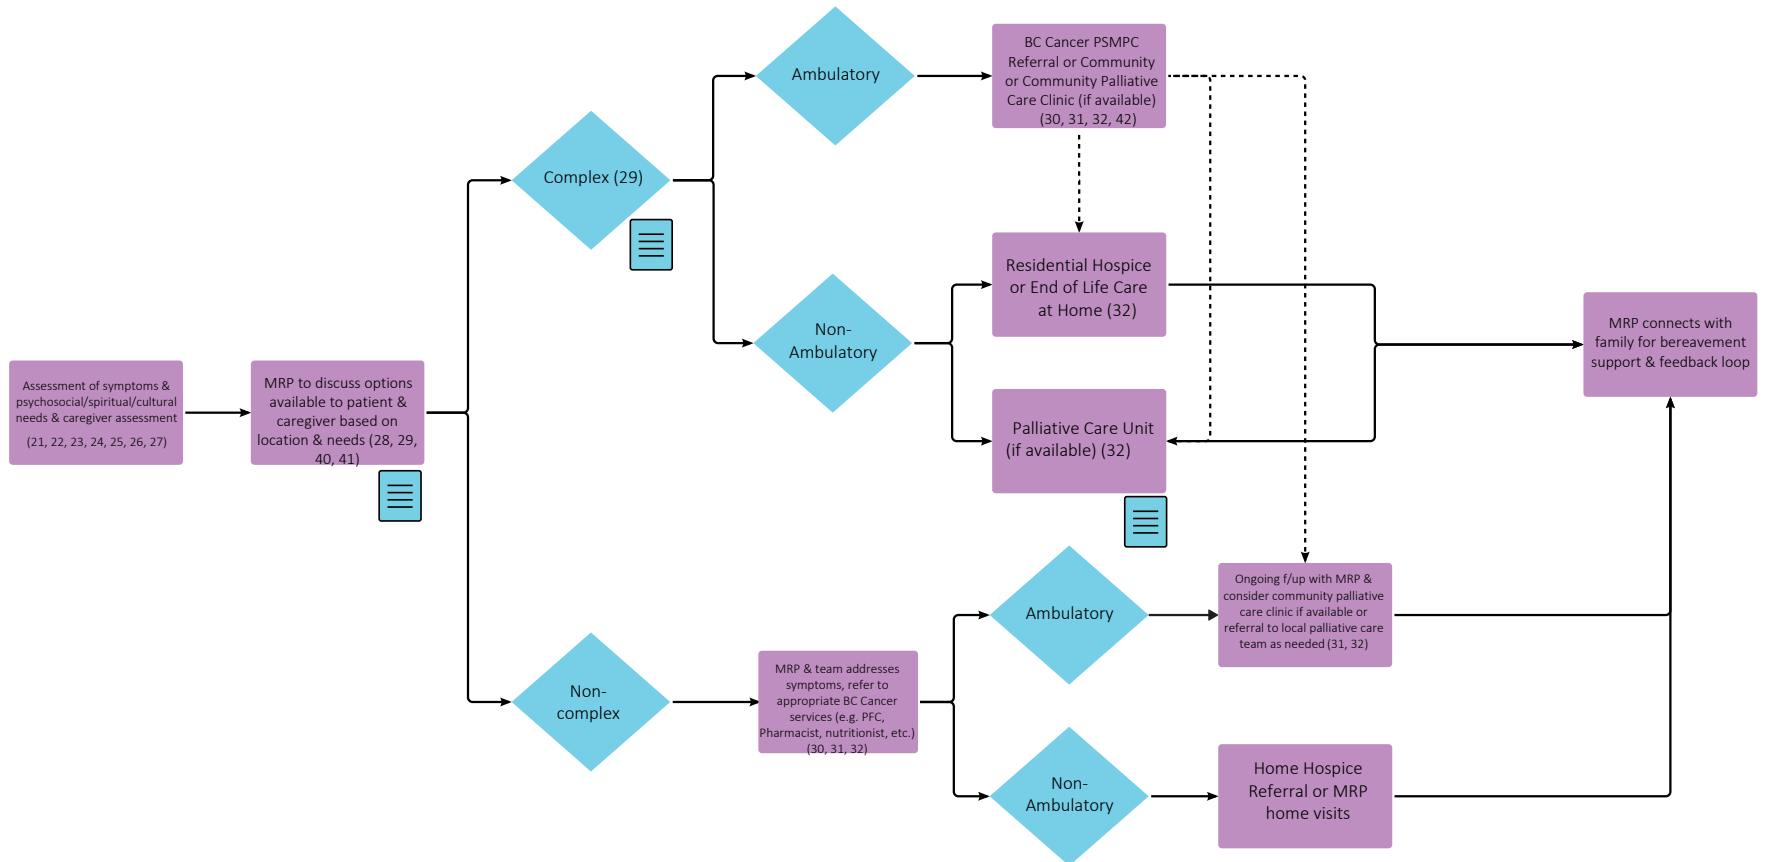 Assessment of symptoms &
psychosocial/spiritual/cultural
needs & caregiver assessment
(21, 22, 23, 24, 25, 26, 27)
MRP to discuss options
available to patient &
caregiver based on
location & needs (28, 29,
40, 41)
Complex (29)
Ambulatory
BC Cancer PSMPC
Referral or Community
or Community Palliative
Care Clinic (if available)
(30, 31, 32, 42)
Non-
Ambulatory
Residential Hospice
or End of Life Care
at Home (32)
Palliative Care Unit
(if available) (32)
MRP connects with
family for bereavement
support & feedback loop
Non-
complex
MRP & team addresses
symptoms, refer to
appropriate BC Cancer
services (e.g. PFC,
Pharmacist, nutritionist, etc.)
(30, 31, 32)
Ambulatory
Ongoing f/up with MRP &
consider community palliative
care clinic if available or
referral to local palliative care
team as needed (31, 32)
Non-
Ambulatory
Home Hospice
Referral or MRP
home visits